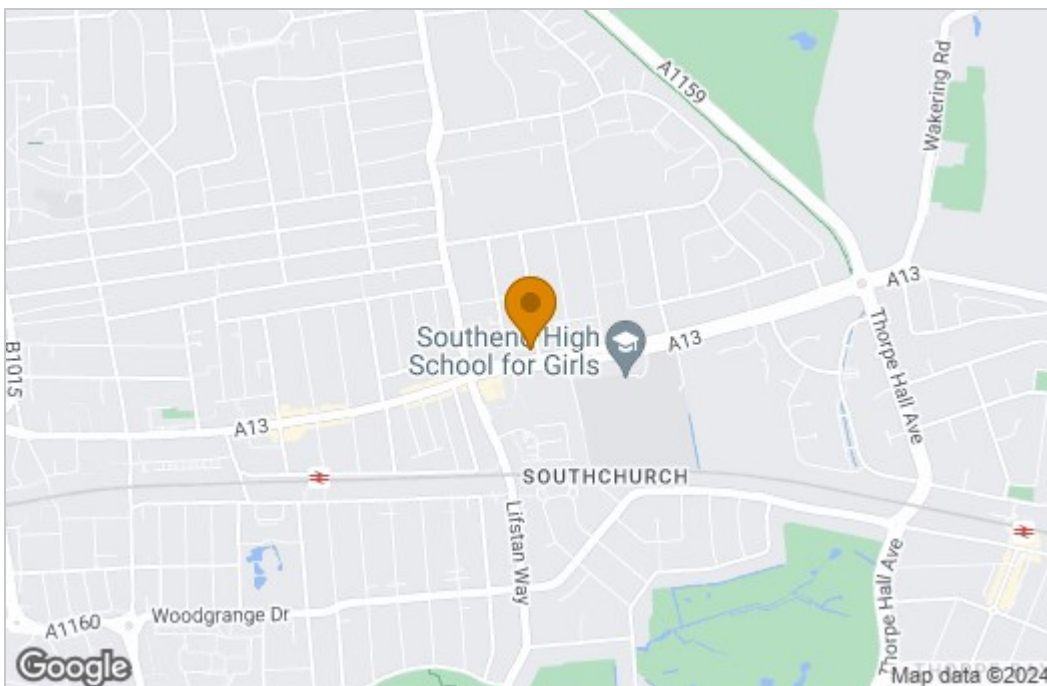 A1159
Wakering Rd
A13
B1015
Southend High
School for Girls
A13
Thorpe Hall Ave
A13
SOUTHCHURCH
Lifstan Way
Woodgrange Dr
A1160
Thorpe Hall Ave
Google
Map data ©2024